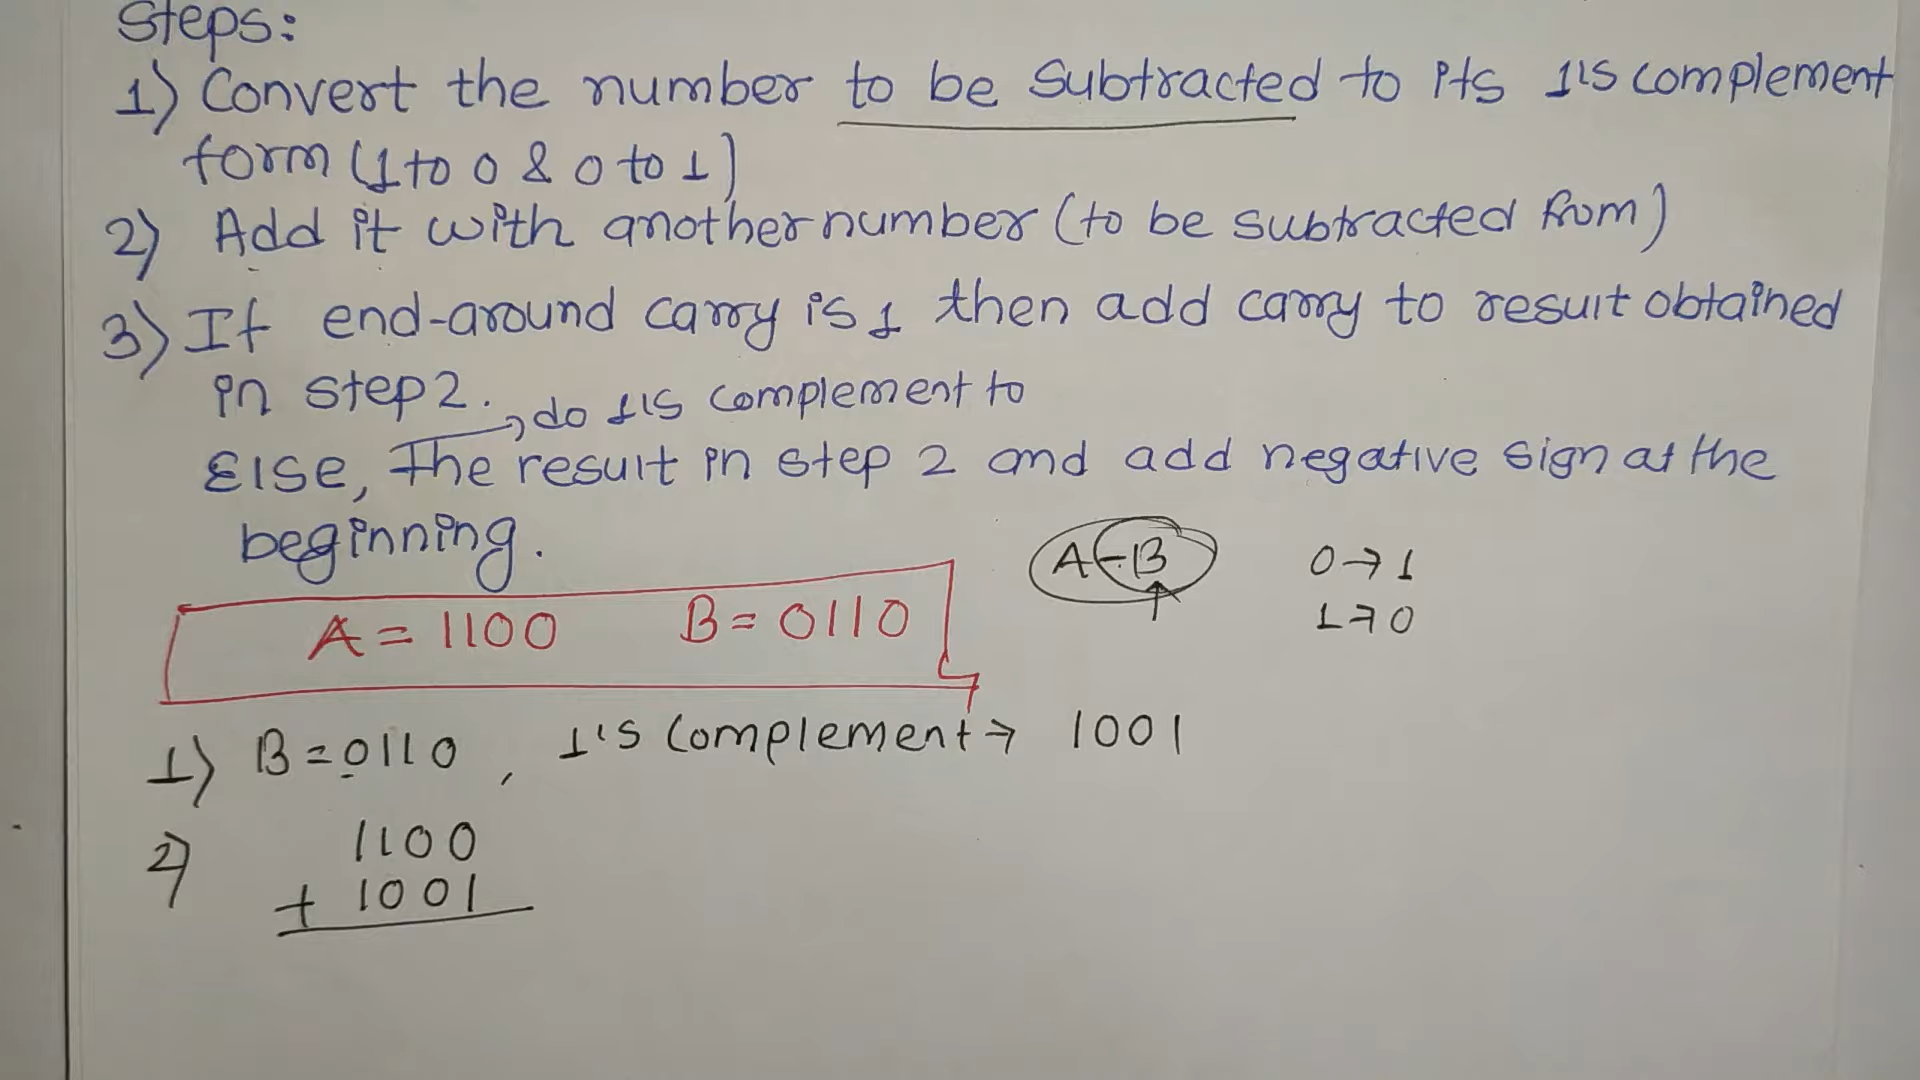 Steps:
1) Convert the number to be subtracted to its 1's complement
form (1 to 0 & 0 to 1)
2) Add it with another number (to be subtracted from)
3) If end-around carry is 1 then add carry to result obtained
in step 2.
do 1's complement to
Else, The result in step 2 and add negative sign at the
beginning.
A-B 0→1
1→0
A = 1100 B = 0110
1) B = 0110 , 1's complement → 1001
2) 1100
+ 1001